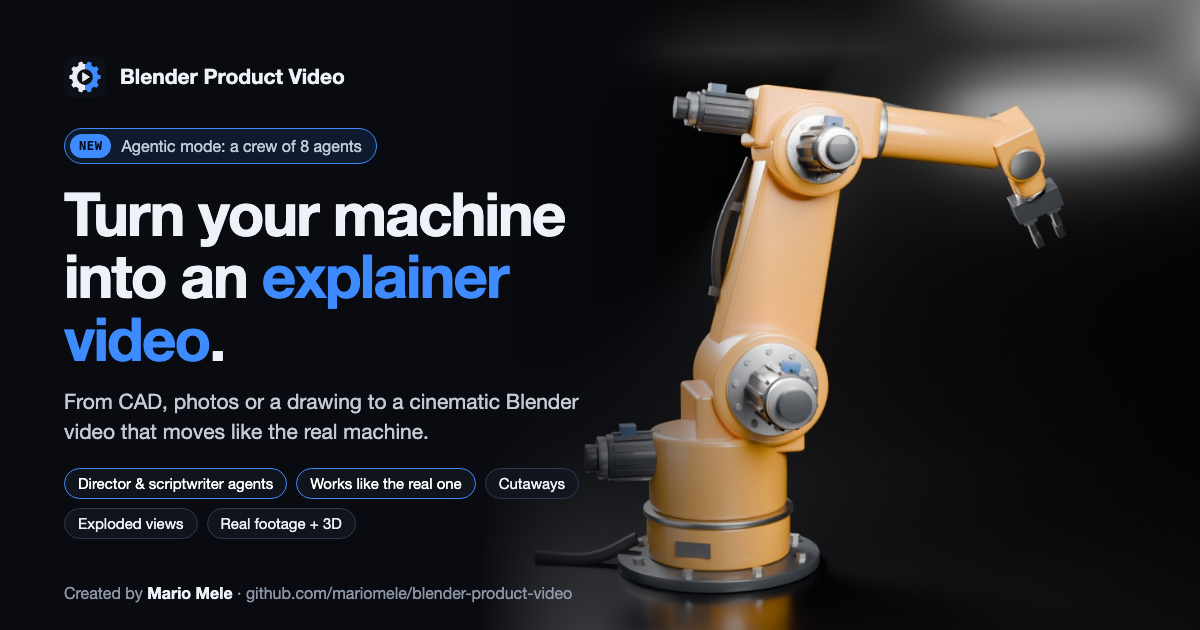 Blender Product Video
NEW Agentic mode: a crew of 8 agents
Turn your machine
into an explainer
video.
From CAD, photos or a drawing to a cinematic Blender
video that moves like the real machine.
Director & scriptwriter agents Works like the real one Cutaways
Exploded views Real footage + 3D
Created by Mario Mele · github.com/mariomele/blender-product-video